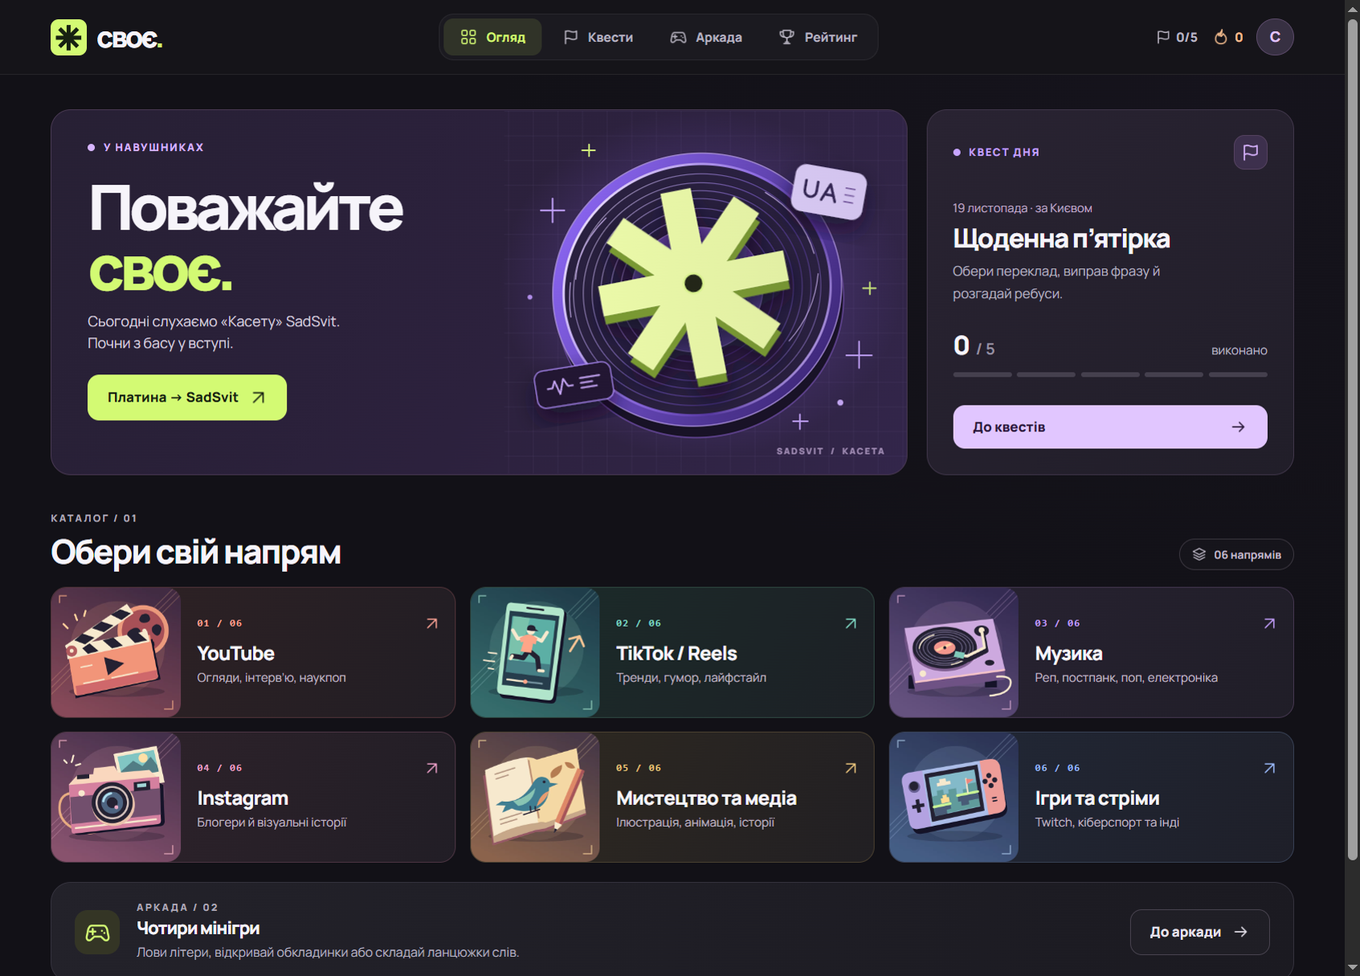 СВОЄ.
Огляд
Квести
Аркада
Рейтинг
0/5
0
С
У НАВУШНИКАХ
Поважайте
СВОЄ.
Сьогодні слухаємо «Касету» SadSvit.
Почни з басу у вступі.
Платина → SadSvit
UA
SADSVIT / КАСЕТА
КВЕСТ ДНЯ
19 листопада · за Києвом
Щоденна п’ятірка
Обери переклад, виправ фразу й
розгадай ребуси.
0 / 5
виконано
До квестів
КАТАЛОГ / 01
Обери свій напрям
06 напрямів
01 / 06
YouTube
Огляди, інтерв’ю, наукпоп
02 / 06
TikTok / Reels
Тренди, гумор, лайфстайл
03 / 06
Музика
Реп, постпанк, поп, електроніка
04 / 06
Instagram
Блогери й візуальні історії
05 / 06
Мистецтво та медіа
Ілюстрація, анімація, історії
06 / 06
Ігри та стріми
Twitch, кіберспорт та інді
АРКАДА / 02
Чотири мінігри
Лови літери, відкривай обкладинки або складай ланцюжки слів.
До аркади